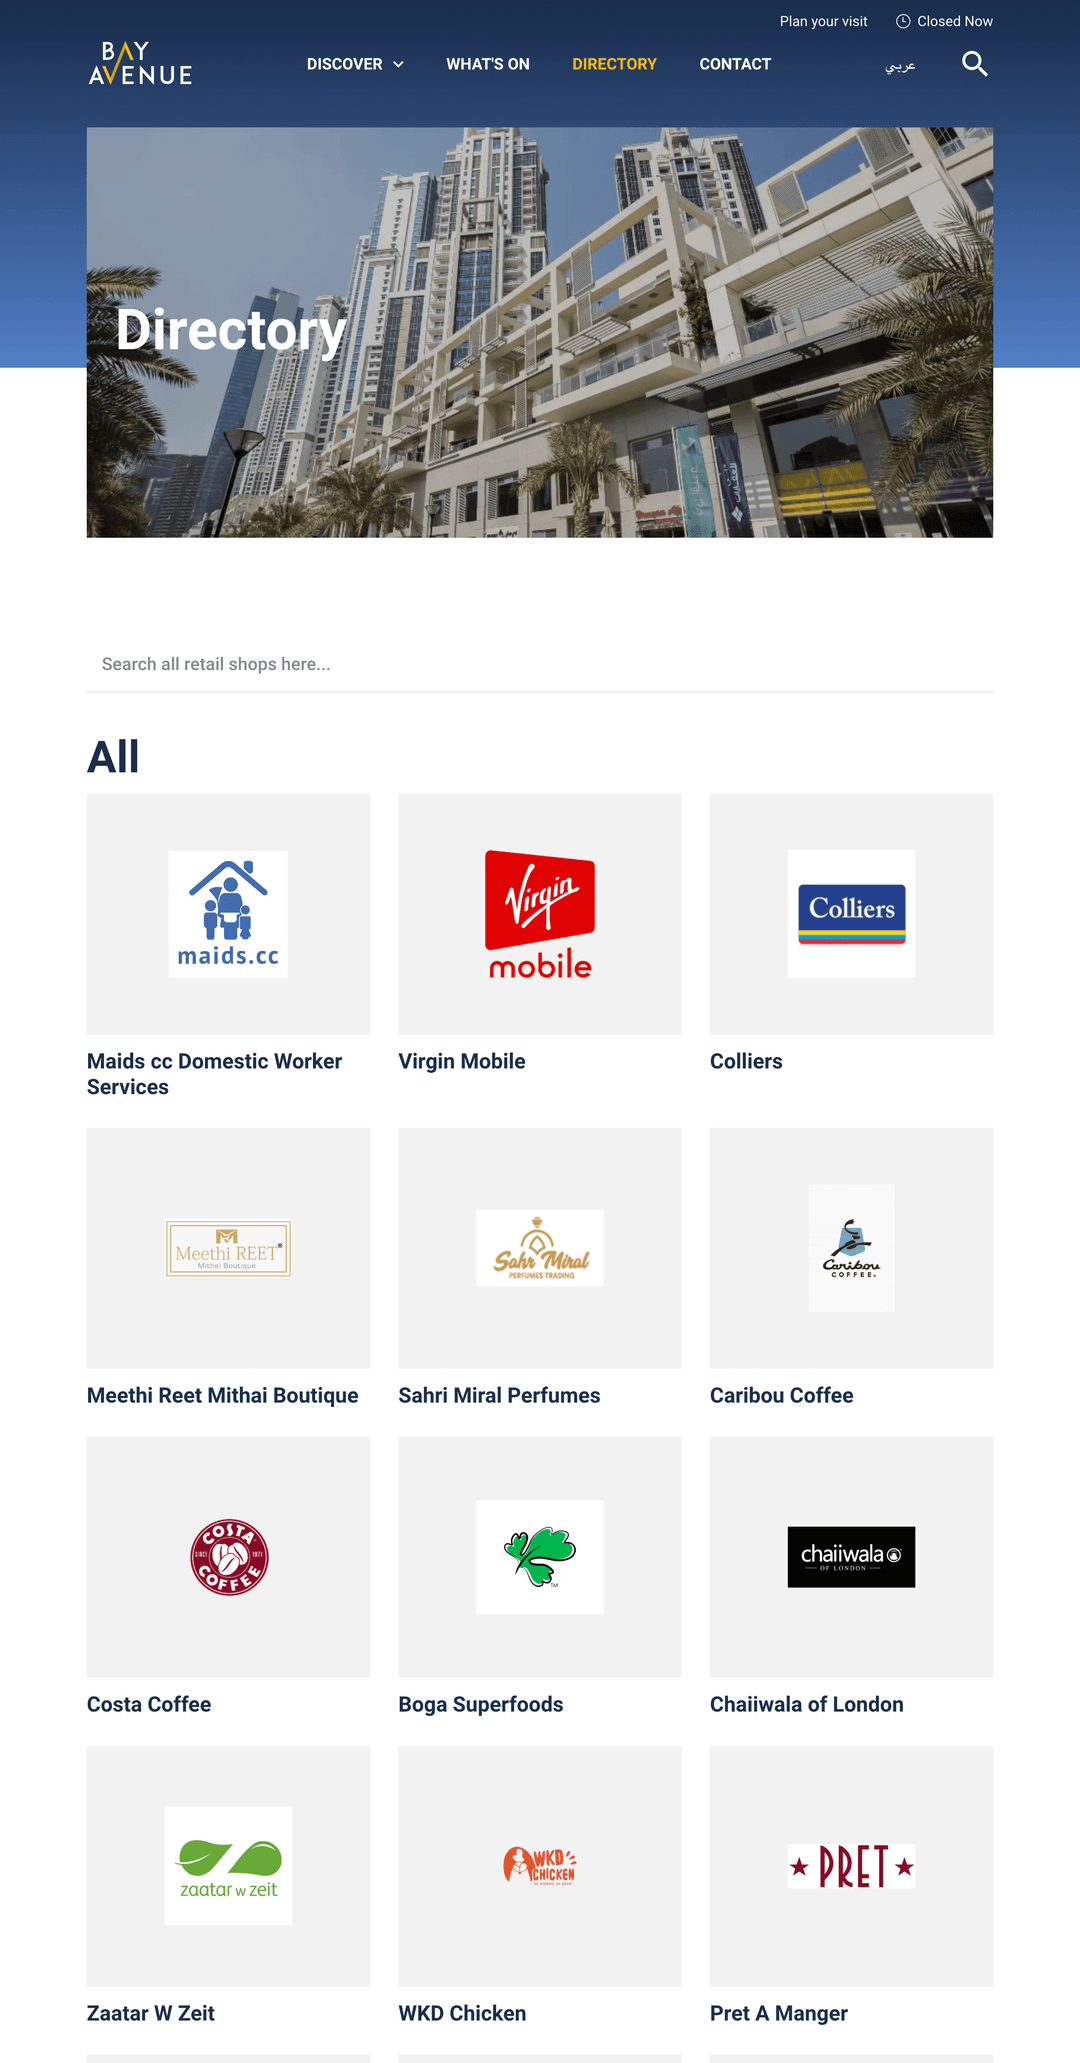 Plan your visit
Closed Now
BAY
AVENUE
DISCOVER
WHAT'S ON
DIRECTORY
CONTACT
عربي
Directory
Search all retail shops here...
All
maids.cc
Virgin
mobile
Colliers
Maids cc Domestic Worker
Services
Virgin Mobile
Colliers
Meethi REET®
Mithai Boutique
Sahr Miral
PERFUMES TRADING
Caribou
COFFEE®
Meethi Reet Mithai Boutique
Sahri Miral Perfumes
Caribou Coffee
COSTA
SINCE 1971
COFFEE
TM
chaiiwala
OF LONDON
Costa Coffee
Boga Superfoods
Chaiiwala of London
zaatar w zeit
WKD
CHICKEN
PRET
Zaatar W Zeit
WKD Chicken
Pret A Manger